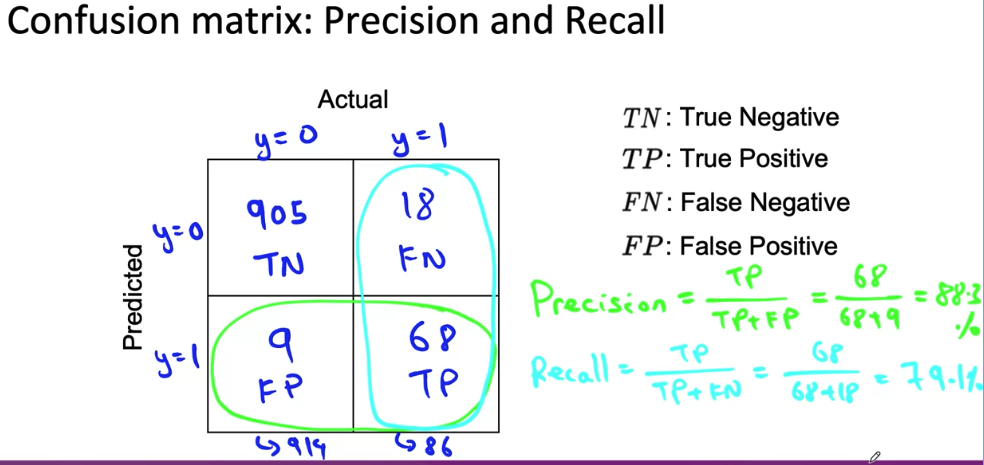 Confusion matrix: Precision and Recall
Actual
y=0 y=1
Predicted
y=0
905 18
TN FN
y=1
9 68
FP TP
↳914 ↳86
TN: True Negative
TP: True Positive
FN: False Negative
FP: False Positive
Precision = TP / TP+FP = 68 / 68+9 = 88.3 %
Recall = TP / TP+FN = 68 / 68+18 = 79.1%